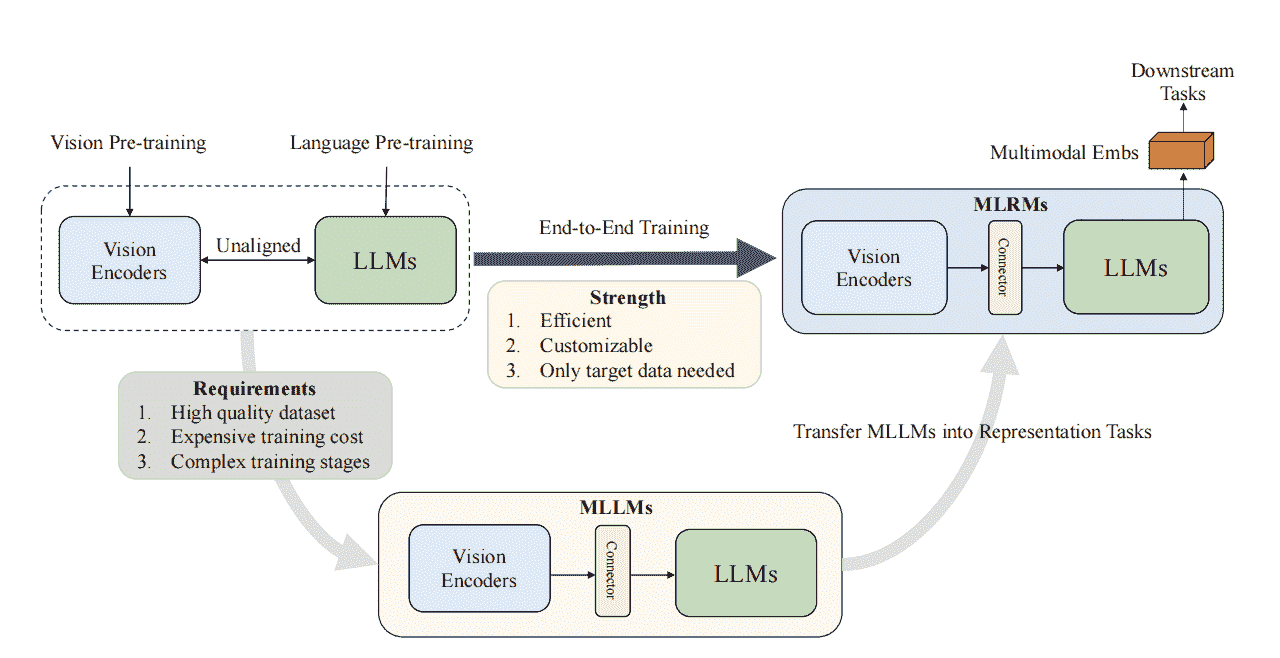 Downstream
Tasks
Multimodal Embs
Vision Pre-training
Language Pre-training
Vision
Encoders
Unaligned
LLMs
End-to-End Training
Strength
1. Efficient
2. Customizable
3. Only target data needed
MLRMs
Vision
Encoders
Connector
LLMs
Requirements
1. High quality dataset
2. Expensive training cost
3. Complex training stages
Transfer MLLMs into Representation Tasks
MLLMs
Vision
Encoders
Connector
LLMs